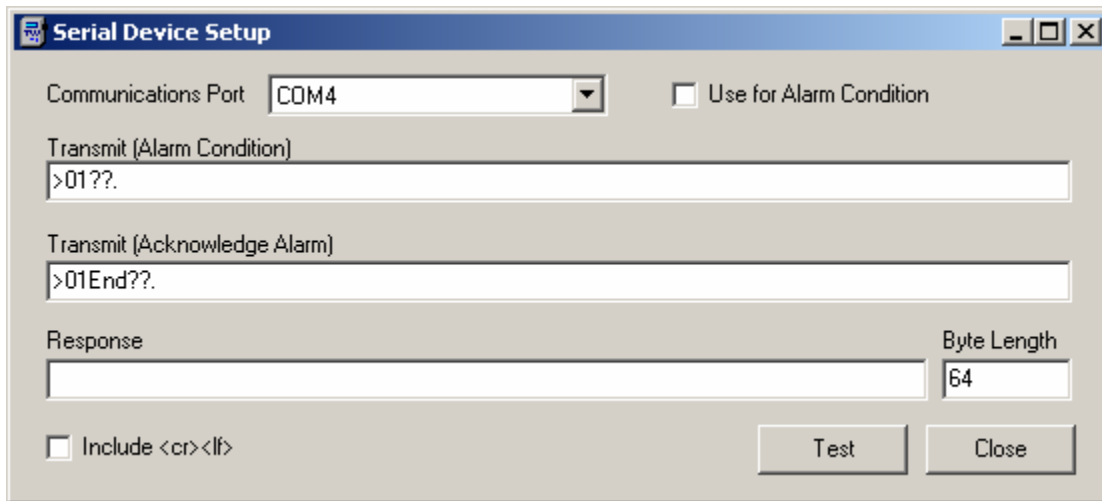 Serial Device Setup
Communications Port COM4 Use for Alarm Condition
Transmit (Alarm Condition)
>01??.
Transmit (Acknowledge Alarm)
>01End??.
Response Byte Length
64
Include <cr><lf> Test Close